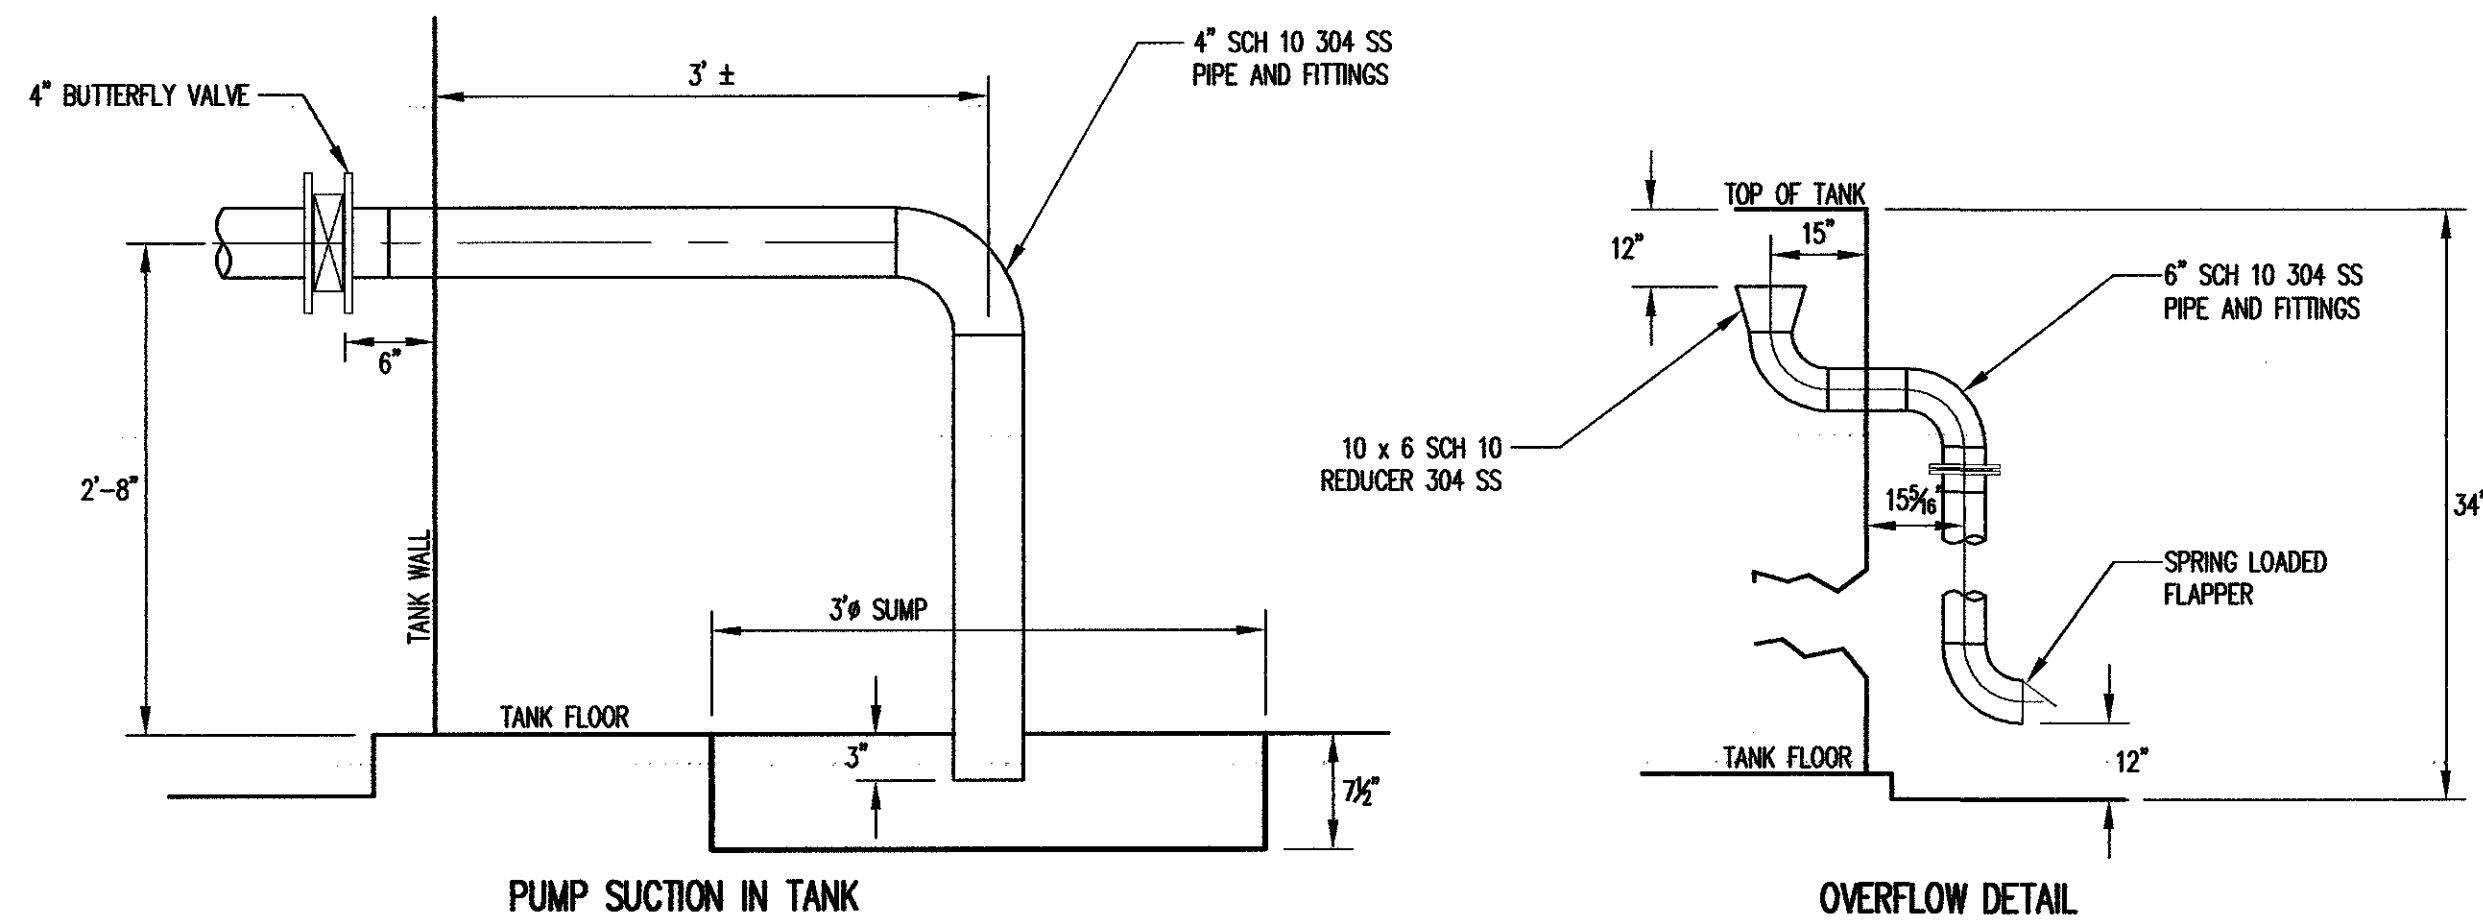 4" BUTTERFLY VALVE
3' ±
4" SCH 10 304 SS
PIPE AND FITTINGS
6"
2'-8"
TANK WALL
3'ø SUMP
TANK FLOOR
3"
7½"
PUMP SUCTION IN TANK
TOP OF TANK
12"
15"
6" SCH 10 304 SS
PIPE AND FITTINGS
10 x 6 SCH 10
REDUCER 304 SS
15 5/16"
34'
SPRING LOADED
FLAPPER
TANK FLOOR
12"
OVERFLOW DETAIL